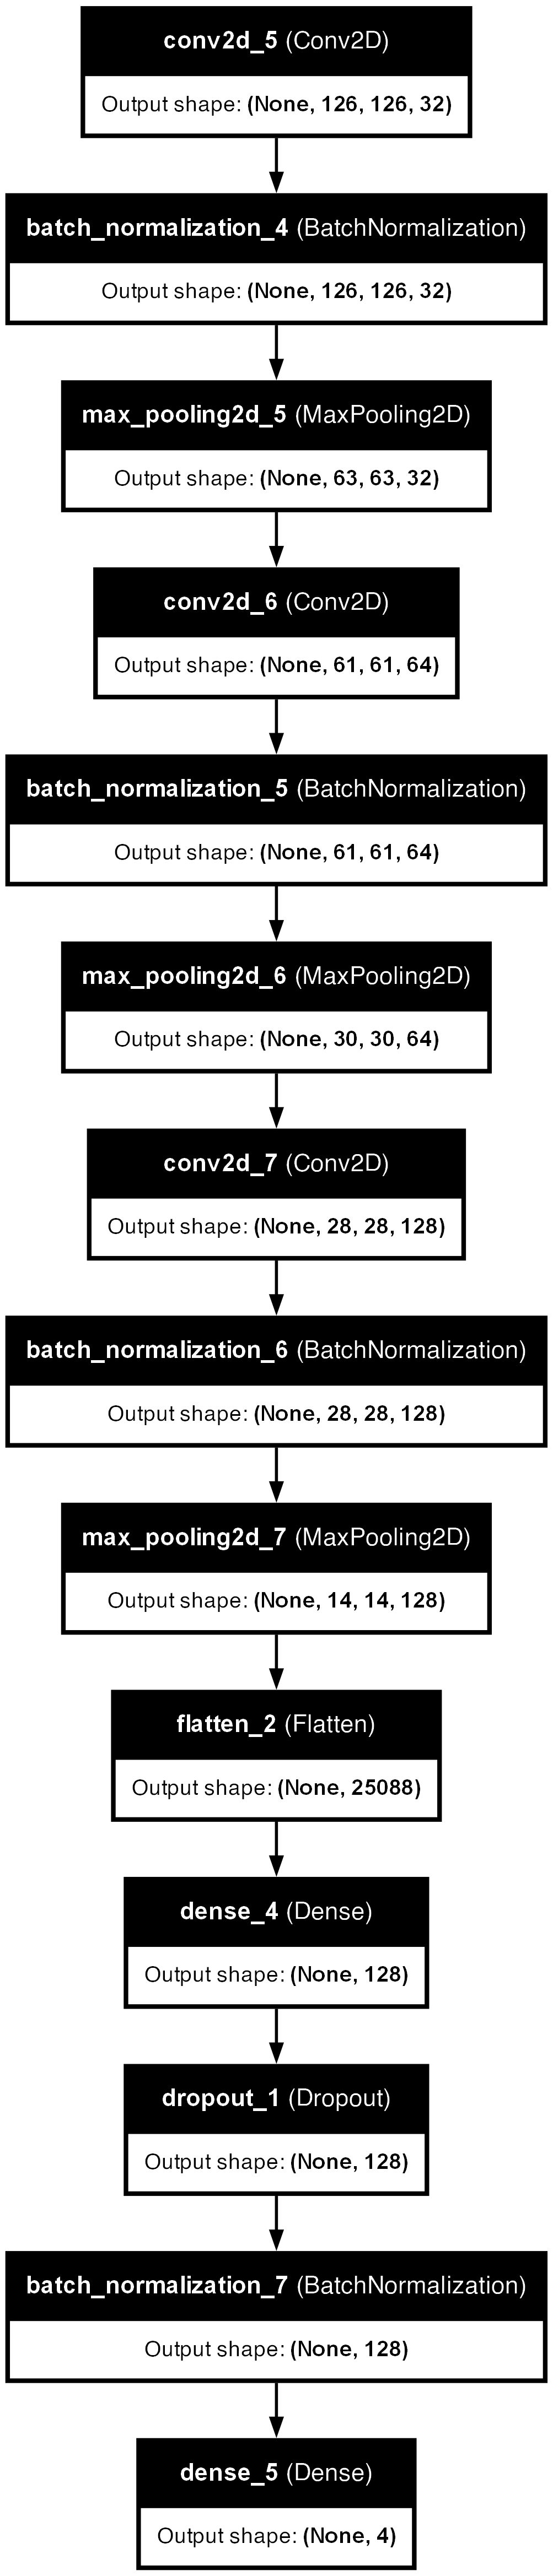 conv2d_5 (Conv2D)
Output shape: (None, 126, 126, 32)
batch_normalization_4 (BatchNormalization)
Output shape: (None, 126, 126, 32)
max_pooling2d_5 (MaxPooling2D)
Output shape: (None, 63, 63, 32)
conv2d_6 (Conv2D)
Output shape: (None, 61, 61, 64)
batch_normalization_5 (BatchNormalization)
Output shape: (None, 61, 61, 64)
max_pooling2d_6 (MaxPooling2D)
Output shape: (None, 30, 30, 64)
conv2d_7 (Conv2D)
Output shape: (None, 28, 28, 128)
batch_normalization_6 (BatchNormalization)
Output shape: (None, 28, 28, 128)
max_pooling2d_7 (MaxPooling2D)
Output shape: (None, 14, 14, 128)
flatten_2 (Flatten)
Output shape: (None, 25088)
dense_4 (Dense)
Output shape: (None, 128)
dropout_1 (Dropout)
Output shape: (None, 128)
batch_normalization_7 (BatchNormalization)
Output shape: (None, 128)
dense_5 (Dense)
Output shape: (None, 4)